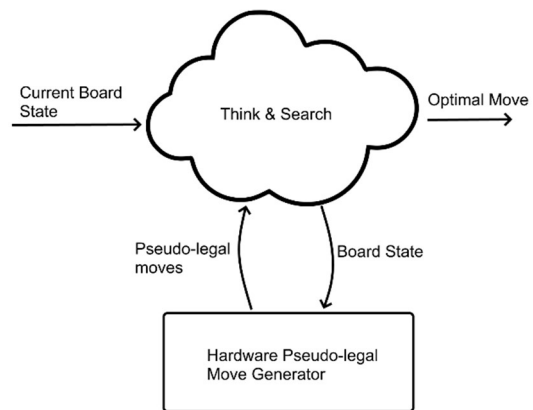 Current Board
State
Think & Search
Optimal Move
Pseudo-legal
moves
Board State
Hardware Pseudo-legal
Move Generator